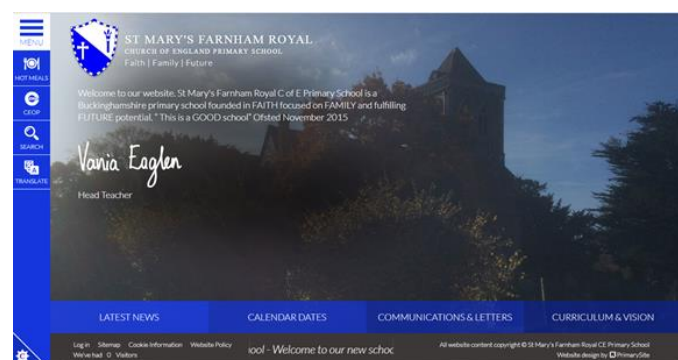 MENU
HOT MEALS
CEOP
SEARCH
TRANSLATE
ST MARY'S FARNHAM ROYAL
CHURCH OF ENGLAND PRIMARY SCHOOL
Faith | Family | Future
Welcome to our website. St Mary's Farnham Royal C of E Primary School is a
Buckinghamshire primary school founded in FAITH focused on FAMILY and fulfilling
FUTURE potential. " This is a GOOD school" Ofsted November 2015
Vania Eaglen
Head Teacher
LATEST NEWS
CALENDAR DATES
COMMUNICATIONS & LETTERS
CURRICULUM & VISION
Log in Sitemap Cookie Information Website Policy
We've had 0 Visitors
ool - Welcome to our new schoc
All website content copyright © St Mary's Farnham Royal CE Primary School
Website design by PrimarySite